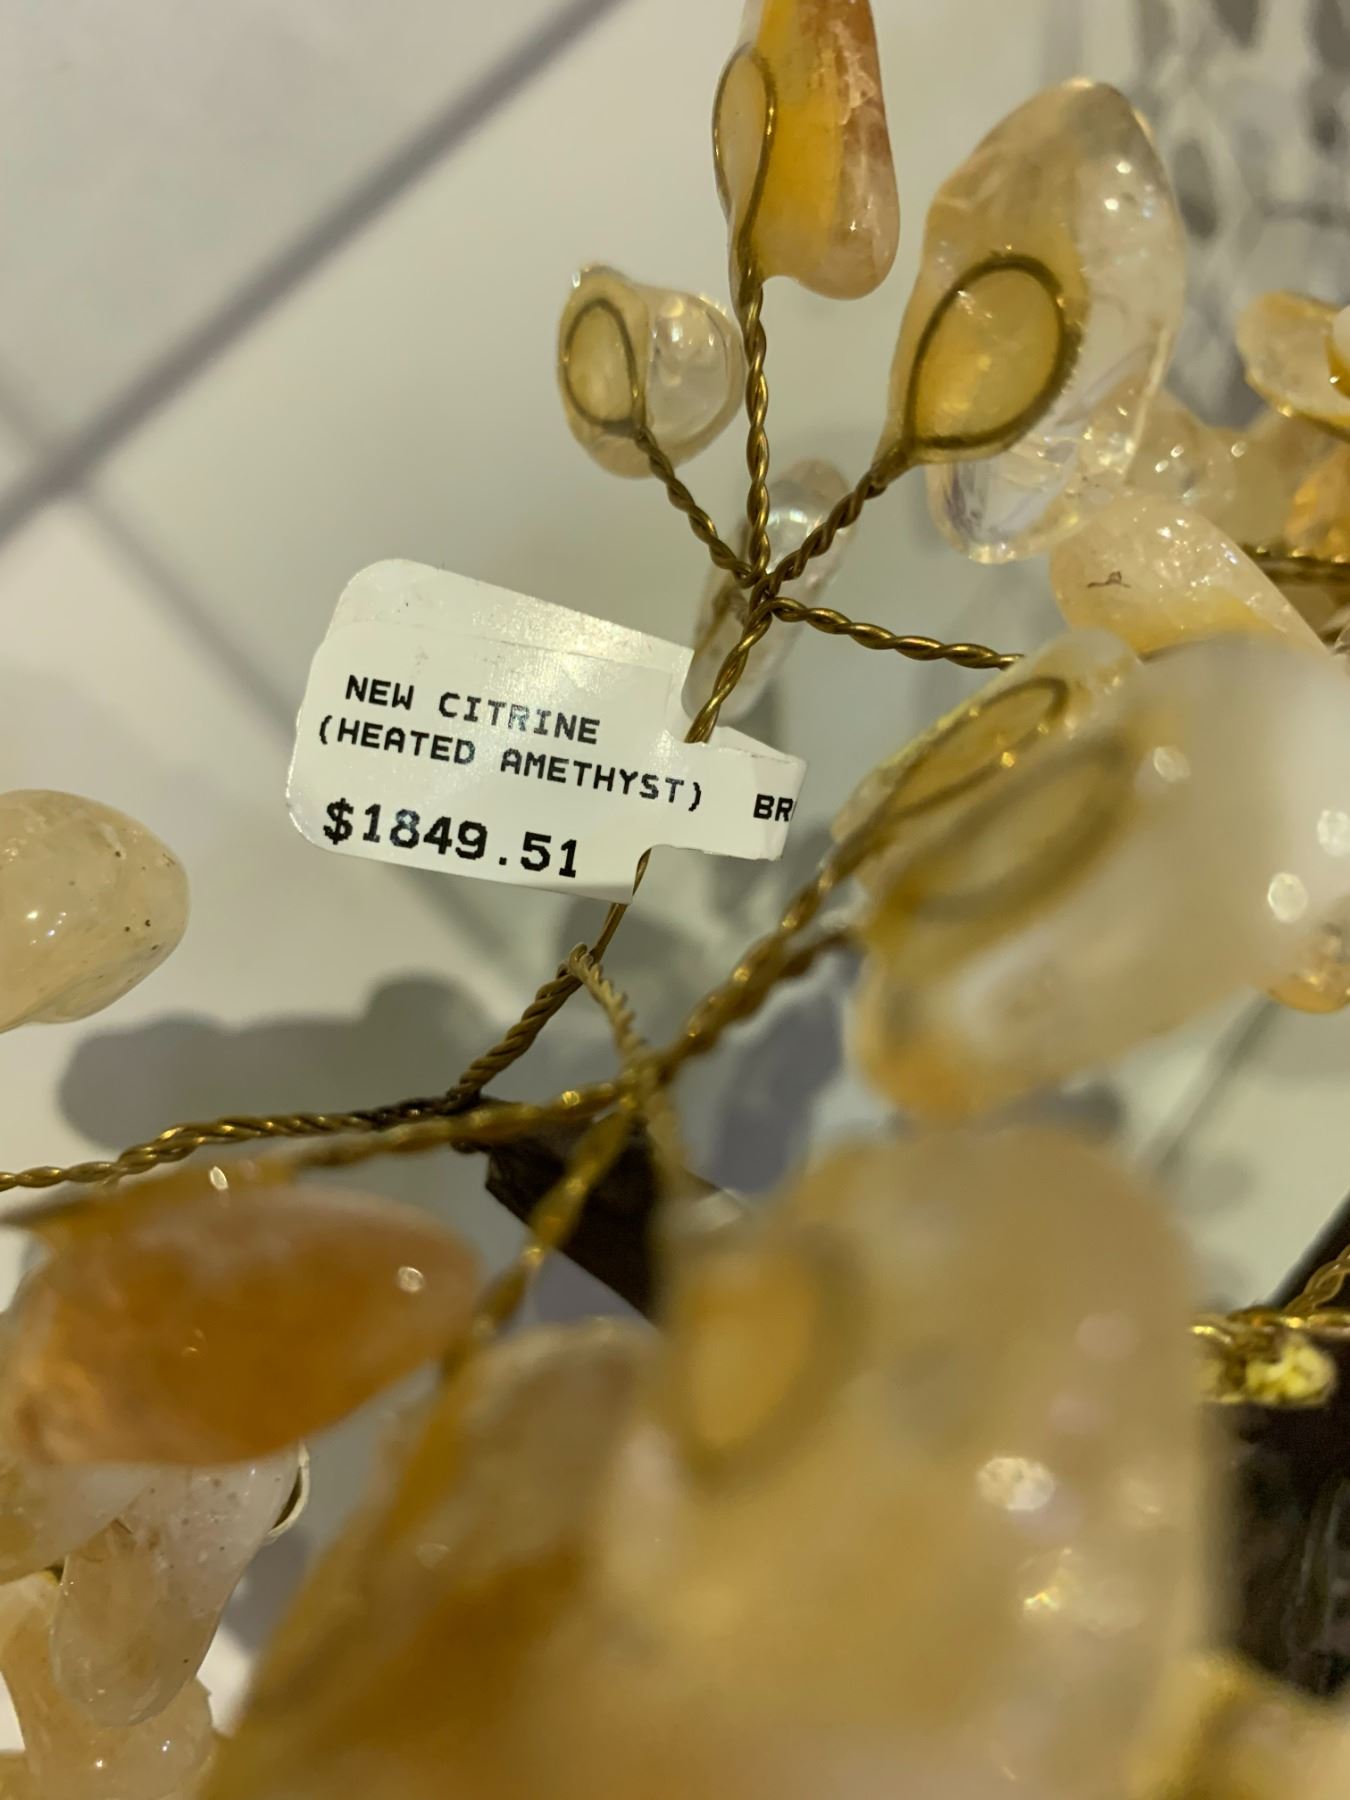 NEW CITRINE
(HEATED AMETHYST)
$1849.51